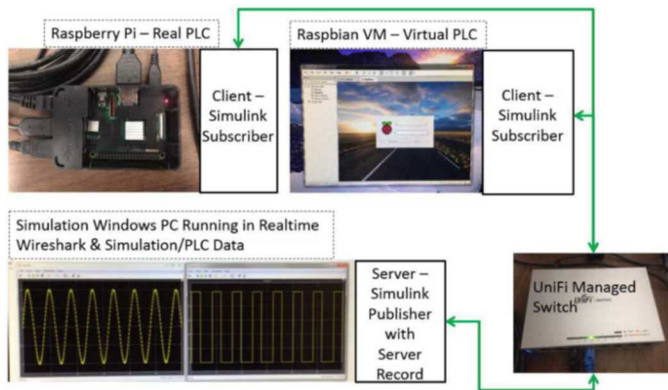 Raspberry Pi – Real PLC
Raspbian VM – Virtual PLC
Client –
Simulink
Subscriber
Client –
Simulink
Subscriber
Simulation Windows PC Running in Realtime
Wireshark & Simulation/PLC Data
Server –
Simulink
Publisher
with
Server
Record
UniFi Managed
Switch
UniFi